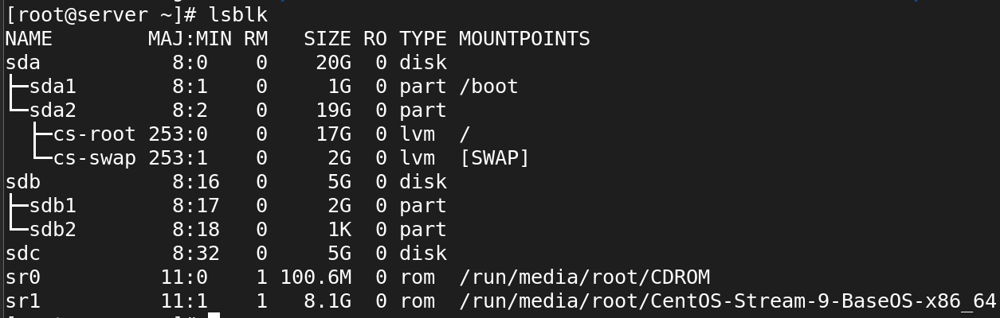 [root@server ~]# lsblk
NAME        MAJ:MIN RM   SIZE RO TYPE MOUNTPOINTS
sda           8:0    0    20G  0 disk
├─sda1        8:1    0     1G  0 part /boot
└─sda2        8:2    0    19G  0 part
  ├─cs-root 253:0    0    17G  0 lvm  /
  └─cs-swap 253:1    0     2G  0 lvm  [SWAP]
sdb           8:16   0     5G  0 disk
├─sdb1        8:17   0     2G  0 part
└─sdb2        8:18   0     1K  0 part
sdc           8:32   0     5G  0 disk
sr0          11:0    1 100.6M  0 rom  /run/media/root/CDROM
sr1          11:1    1   8.1G  0 rom  /run/media/root/CentOS-Stream-9-BaseOS-x86_64